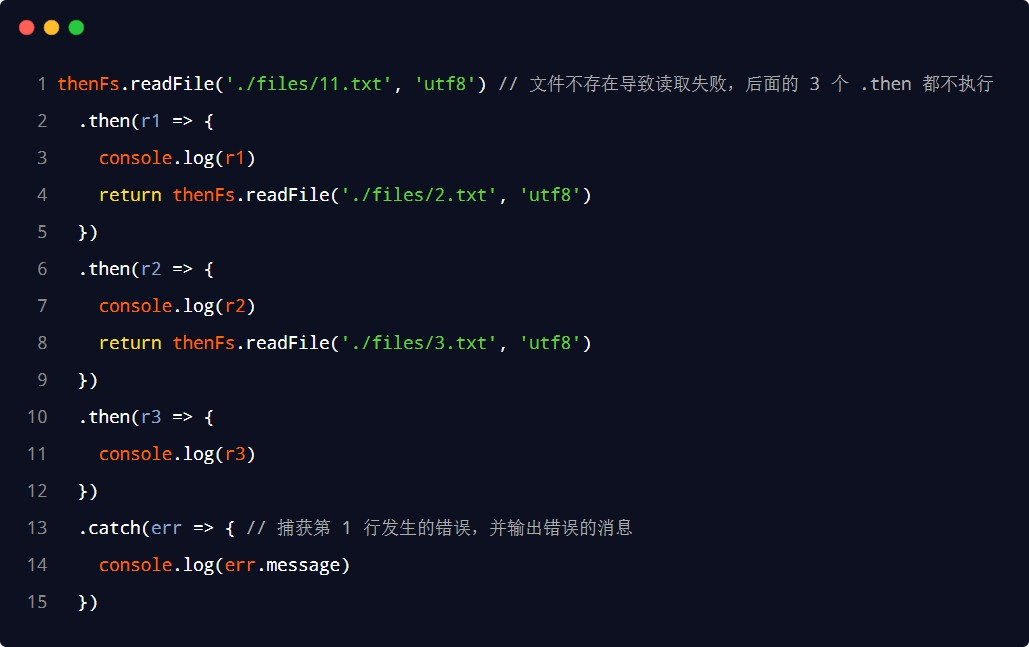 1 thenFs.readFile('./files/11.txt', 'utf8') // 文件不存在导致读取失败，后面的 3 个 .then 都不执行
2   .then(r1 => {
3     console.log(r1)
4     return thenFs.readFile('./files/2.txt', 'utf8')
5   })
6   .then(r2 => {
7     console.log(r2)
8     return thenFs.readFile('./files/3.txt', 'utf8')
9   })
10   .then(r3 => {
11     console.log(r3)
12   })
13   .catch(err => { // 捕获第 1 行发生的错误，并输出错误的消息
14     console.log(err.message)
15   })